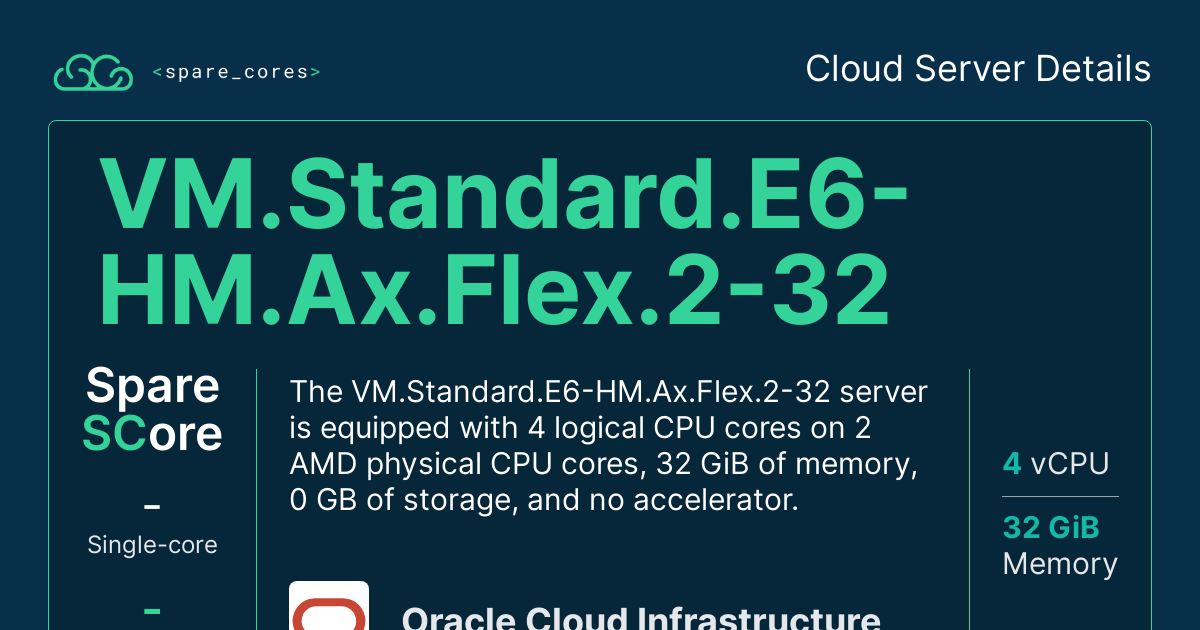 <spare_cores>
Cloud Server Details
VM.Standard.E6-
HM.Ax.Flex.2-32
Spare
SCore
–
Single-core
–
The VM.Standard.E6-HM.Ax.Flex.2-32 server
is equipped with 4 logical CPU cores on 2
AMD physical CPU cores, 32 GiB of memory,
0 GB of storage, and no accelerator.
Oracle Cloud Infrastructure
4 vCPU
32 GiB
Memory